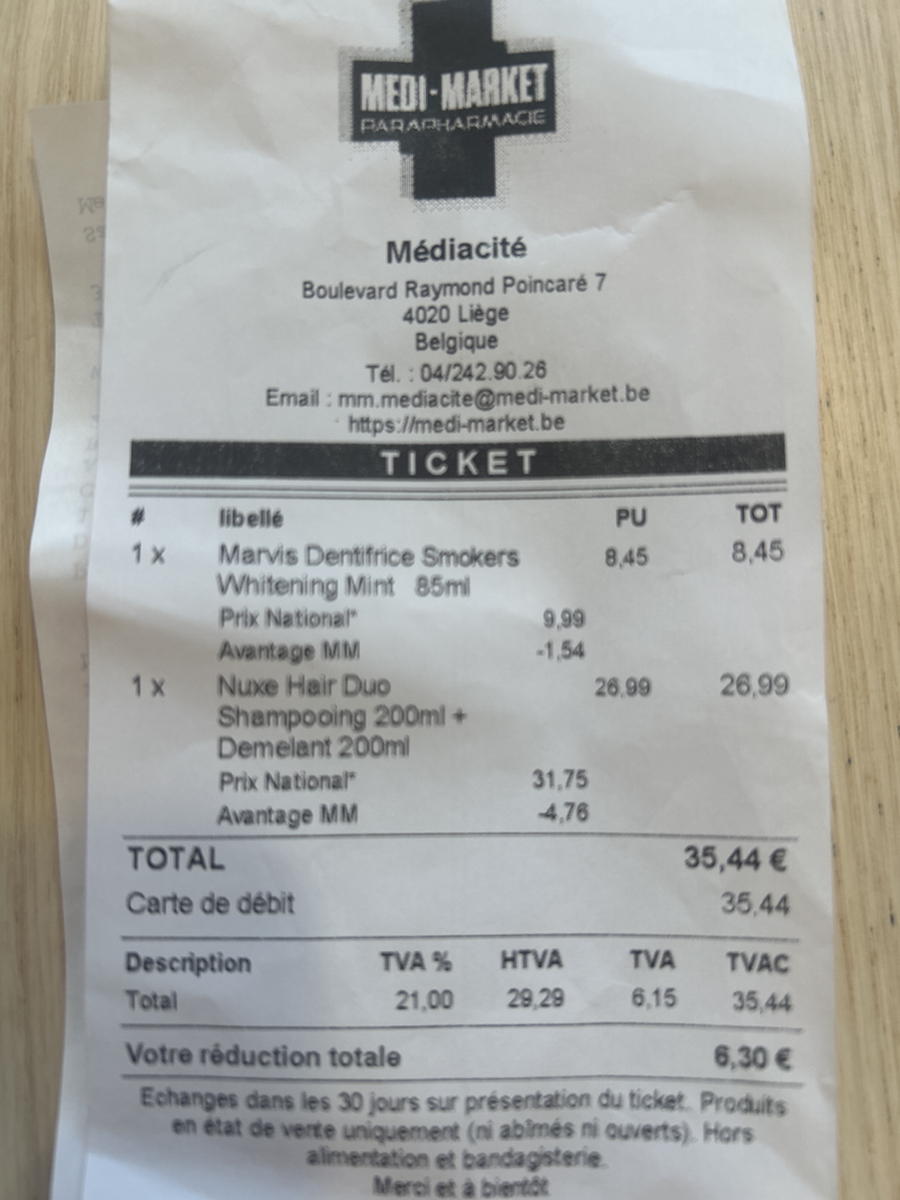 MEDI-MARKET
PARAPHARMACIE
Médiacité
Boulevard Raymond Poincaré 7
4020 Liège
Belgique
Tél. : 04/242.90.26
Email : mm.mediacite@medi-market.be
https://medi-market.be
TICKET
# libellé PU TOT
1 x Marvis Dentifrice Smokers 8,45 8,45
Whitening Mint 85ml
Prix National* 9,99
Avantage MM -1,54
1 x Nuxe Hair Duo 26,99 26,99
Shampooing 200ml +
Demelant 200ml
Prix National* 31,75
Avantage MM -4,76
TOTAL 35,44 €
Carte de débit 35,44
Description TVA % HTVA TVA TVAC
Total 21,00 29,29 6,15 35,44
Votre réduction totale 6,30 €
Echanges dans les 30 jours sur présentation du ticket. Produits
en état de vente uniquement (ni abîmés ni ouverts). Hors
alimentation et bandagisterie.
Merci et à bientôt